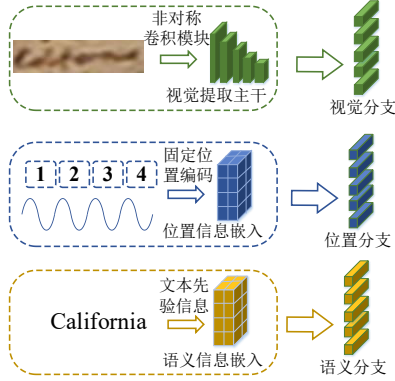 非对称
卷积模块
视觉提取主干
视觉分支
1 2 3 4
固定位
置编码
位置信息嵌入
位置分支
California
文本先
验信息
语义信息嵌入
语义分支